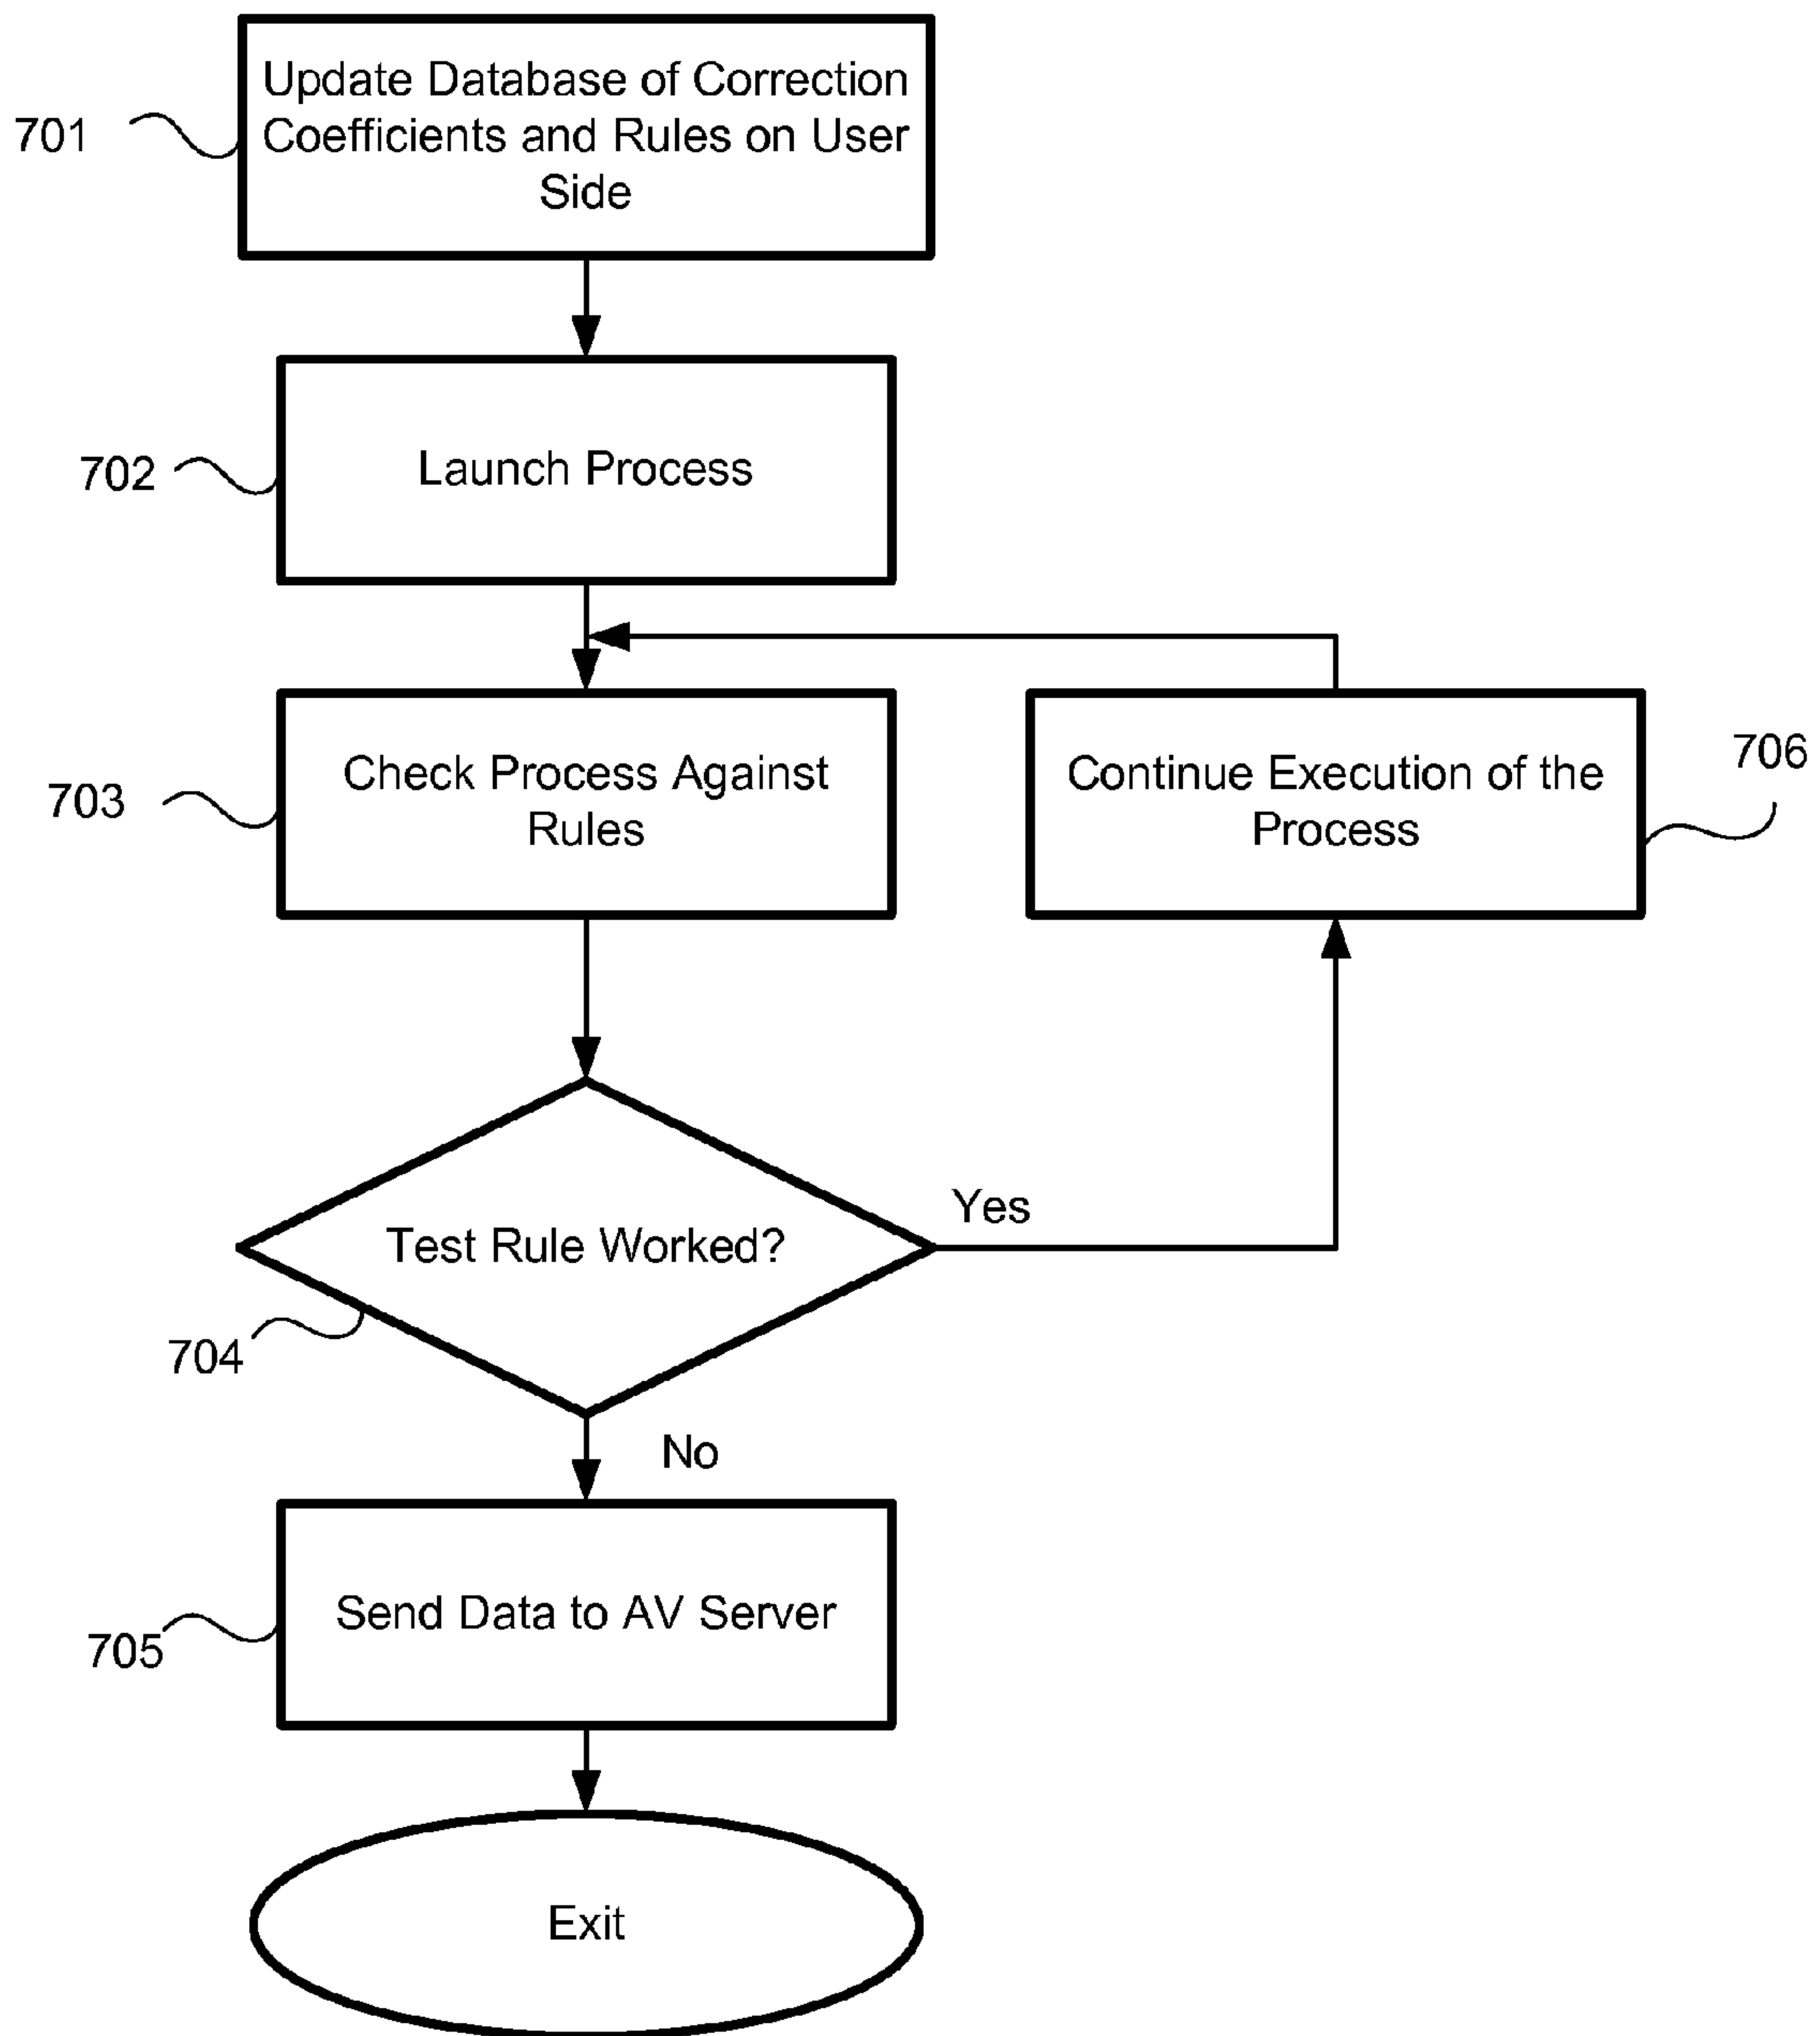 Update Database of Correction
Coefficients and Rules on User
Side
701
Launch Process
702
Check Process Against
Rules
703
Continue Execution of the
Process
706
Test Rule Worked?
Yes
704
No
Send Data to AV Server
705
Exit